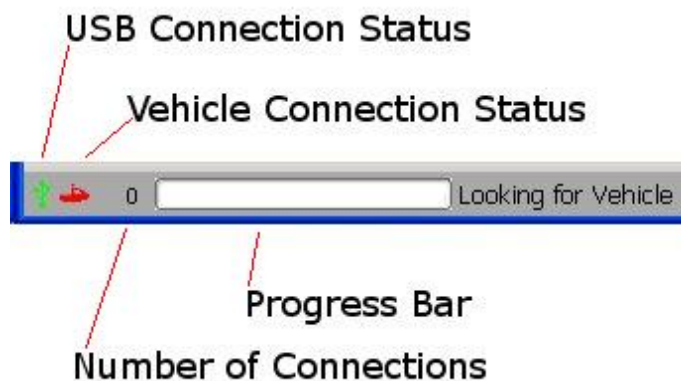 USB Connection Status
Vehicle Connection Status
0 Looking for Vehicle
Progress Bar
Number of Connections